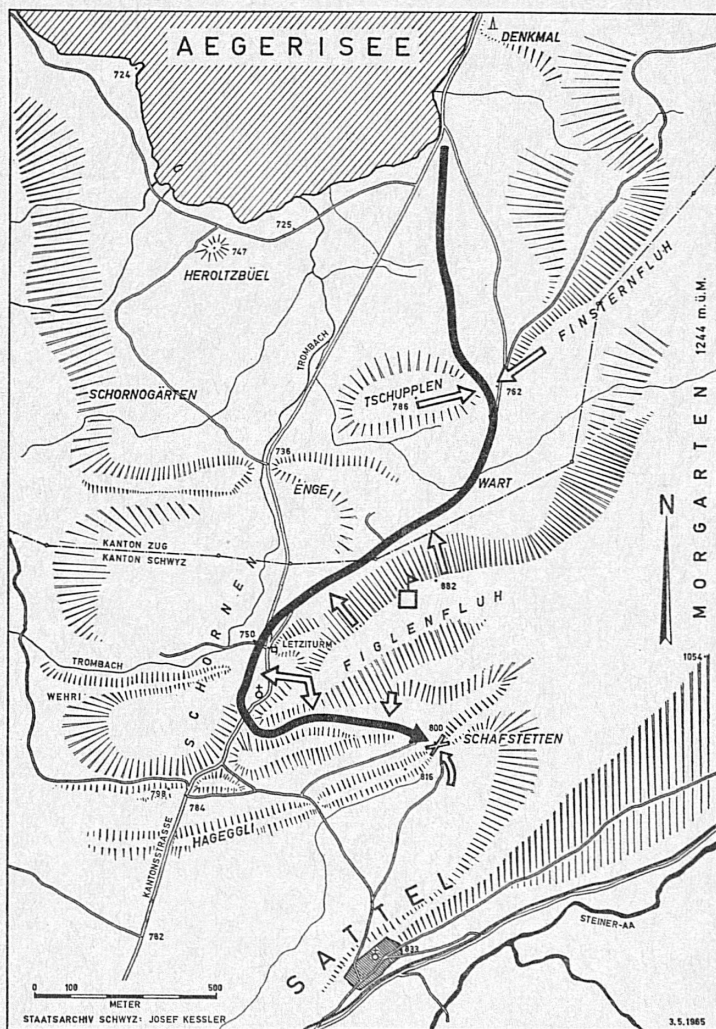 AEGERISEE
DENKMAL
724
725
747
HEROLTZBÜEL
TROMBACH
FINSTERNFLUH
1244 m.ü.M.
MORGARTEN
SCHORNOGÄRTEN
TSCHUPPLEN
786
762
736
ENGE
WART
N
KANTON ZUG
KANTON SCHWYZ
882
SCHORNEN
FIGLENFLUH
750
LETZITURM
TROMBACH
WEHRI
1054
800
SCHAFSTETTEN
816
798
784
HAGEGGLI
KANTONSSTRASSE
782
SATTEL
STEINER-AA
833
0 100 500
METER
STAATSARCHIV SCHWYZ: JOSEF KESSLER
3.5.1965